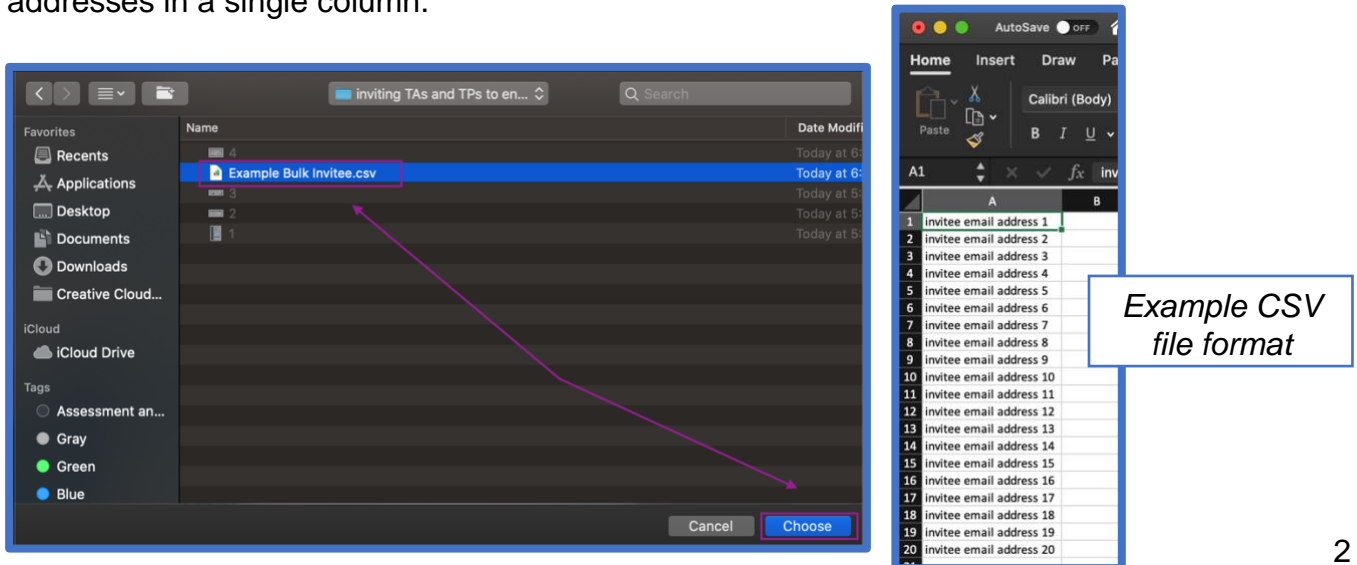 addresses in a single column.
inviting TAs and TPs to en...
Search
Favorites
Recents
Applications
Desktop
Documents
Downloads
Creative Cloud...
iCloud
iCloud Drive
Tags
Assessment an...
Gray
Green
Blue
Name
Date Modifi
4
Today at 6:
Example Bulk Invitee.csv
Today at 6:
3
Today at 5:
2
Today at 5:
1
Today at 5:
Cancel
Choose
AutoSave OFF
Home Insert Draw Pa
Paste
Calibri (Body)
B I U
A1
fx inv
A B
1 invitee email address 1
2 invitee email address 2
3 invitee email address 3
4 invitee email address 4
5 invitee email address 5
6 invitee email address 6
7 invitee email address 7
8 invitee email address 8
9 invitee email address 9
10 invitee email address 10
11 invitee email address 11
12 invitee email address 12
13 invitee email address 13
14 invitee email address 14
15 invitee email address 15
16 invitee email address 16
17 invitee email address 17
18 invitee email address 18
19 invitee email address 19
20 invitee email address 20
Example CSV
file format
2